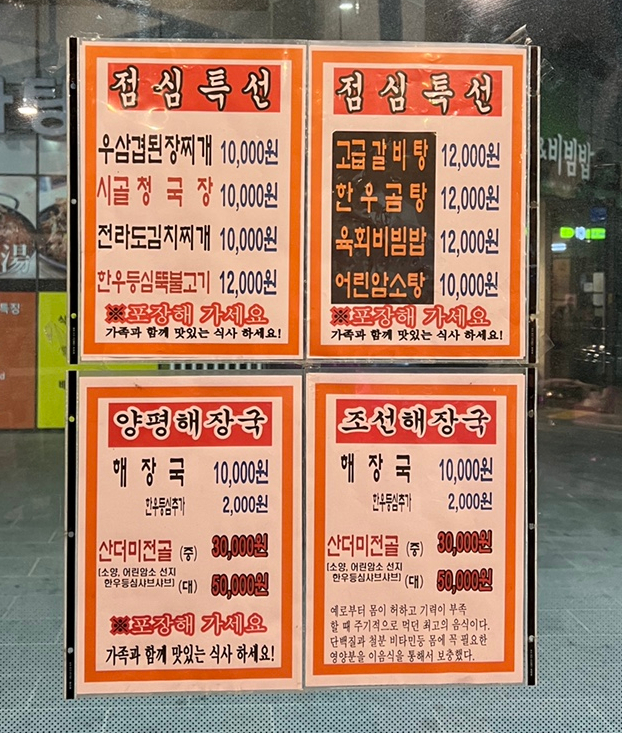 점심특선
우삼겹된장찌개 10,000원
시골청국장 10,000원
전라도김치찌개 10,000원
한우등심뚝불고기 12,000원
※포장해 가세요
가족과 함께 맛있는 식사 하세요!
점심특선
고급갈비탕 12,000원
한우곰탕 12,000원
육회비빔밥 12,000원
어린암소탕 10,000원
※포장해 가세요
가족과 함께 맛있는 식사 하세요!
양평해장국
해장국 10,000원
한우등심추가 2,000원
산더미전골 (중) 30,000원
[소양, 어린암소 선지
한우등심샤브샤브] (대) 50,000원
※포장해 가세요
가족과 함께 맛있는 식사 하세요!
조선해장국
해장국 10,000원
한우등심추가 2,000원
산더미전골 (중) 30,000원
[소양, 어린암소 선지
한우등심샤브샤브] (대) 50,000원
예로부터 몸이 허하고 기력이 부족
할 때 주기적으로 먹던 최고의 음식이다.
단백질과 철분 비타민등 몸에 꼭 필요한
영양분을 이음식을 통해서 보충했다.
&비빔밥
탕
湯
특징